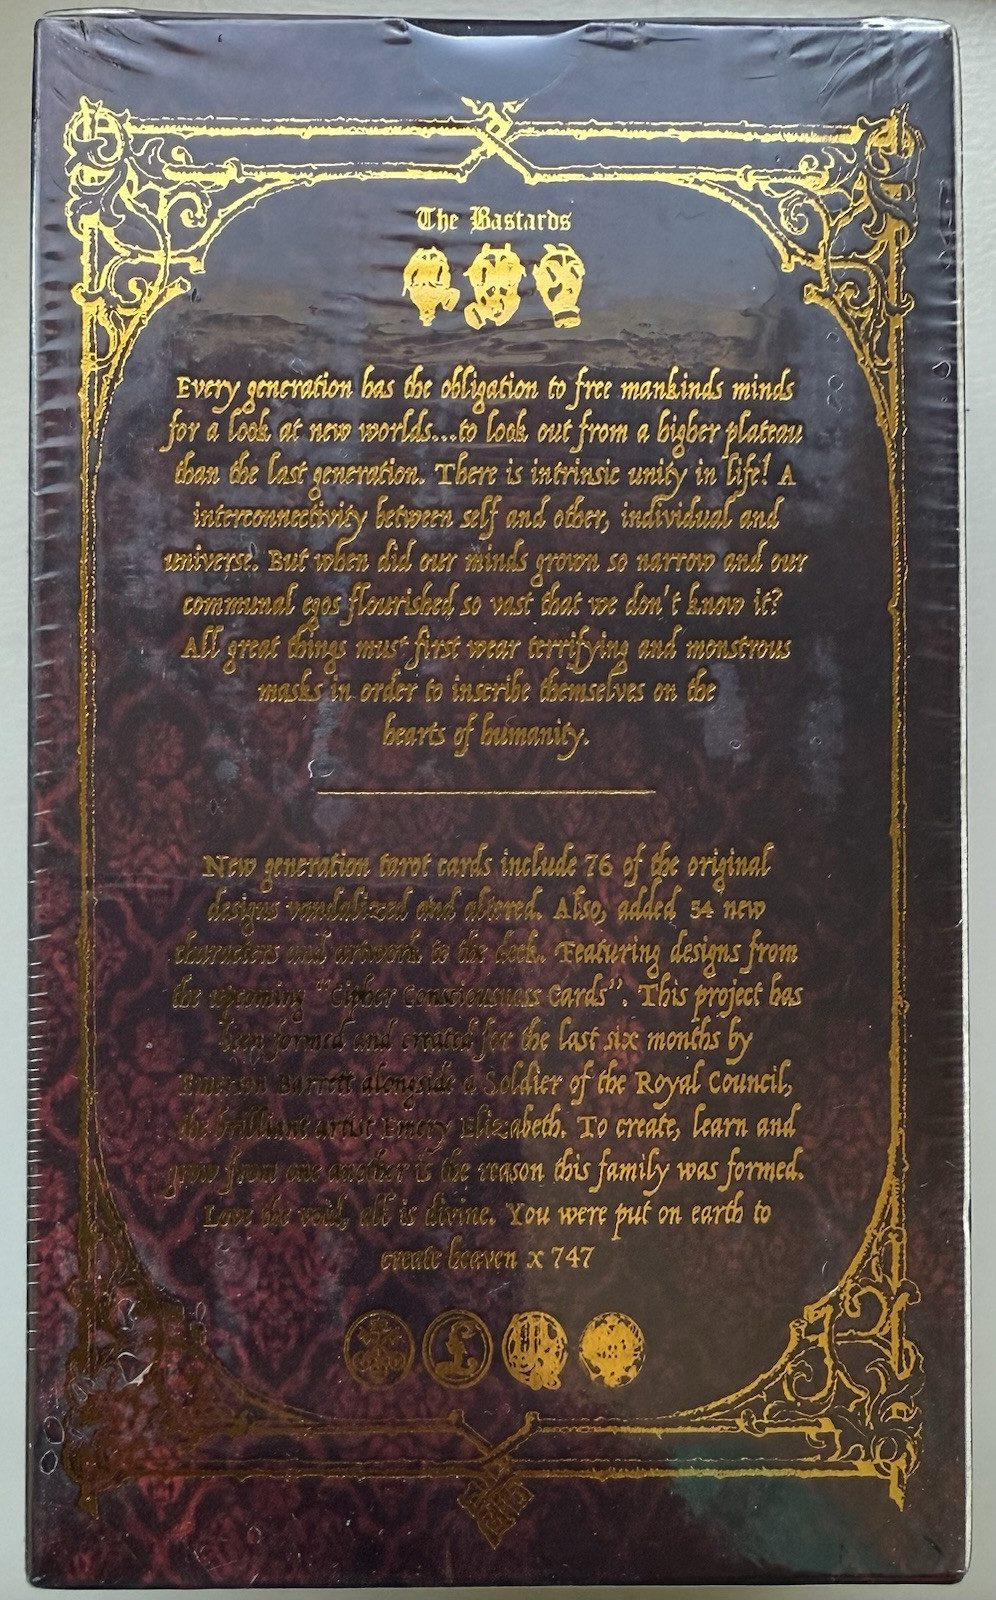 The Bastards
Every generation has the obligation to free mankinds minds
for a look at new worlds...to look out from a higher plateau
than the last generation. There is intrinsic unity in life! A
interconnectivity between self and other, individual and
universe. But when did our minds grown so narrow and our
communal egos flourished so vast that we don't know it?
All great things must first wear terrifying and monstrous
masks in order to inscribe themselves on the
hearts of humanity.
New generation tarot cards include 76 of the original
designs vandalized and altered. Also, added 54 new
characters and artwork to the deck. Featuring designs from
the upcoming "Cipher Consciousness Cards". This project has
been formed and created for the last six months by
Emerson Barrett alongside a Soldier of the Royal Council,
the brilliant artist Emery Elizabeth. To create, learn and
grow from one another is the reason this family was formed.
Love the void, all is divine. You were put on earth to
create heaven x 747